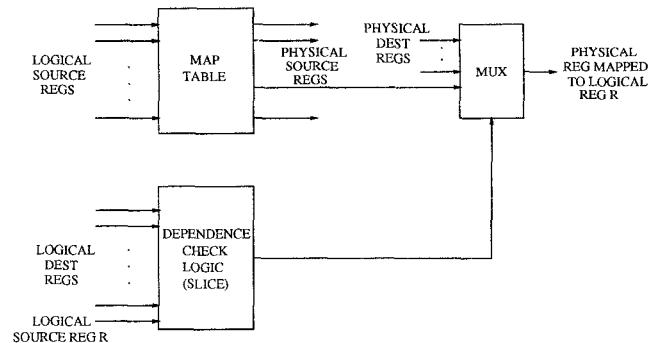 LOGICAL
SOURCE
REGS
MAP
TABLE
PHYSICAL
SOURCE
REGS
PHYSICAL
DEST
REGS
MUX
PHYSICAL
REG MAPPED
TO LOGICAL
REG R
LOGICAL
DEST
REGS
LOGICAL
SOURCE REG R
DEPENDENCE
CHECK
LOGIC
(SLICE)